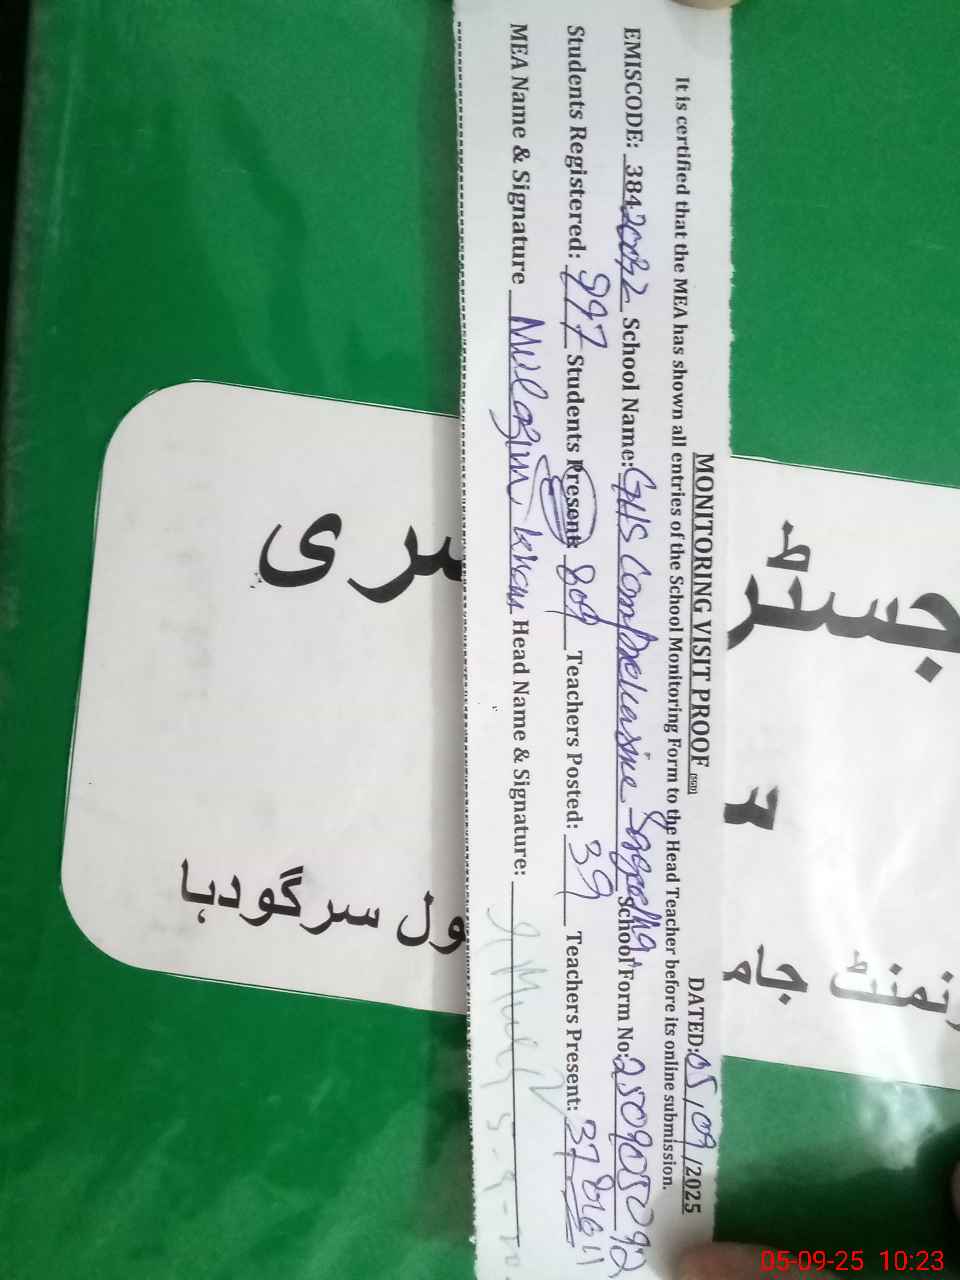 MONITORING VISIT PROOF
DATED: 05/09/2025
It is certified that the MEA has shown all entries of the School Monitoring Form to the Head Teacher before its online submission.
EMISCODE: 38420032 School Name: GHS Comprehensive Sargodha School Form No: 250905092
Students Registered: 997 Students Present: 809 Teachers Posted: 39 Teachers Present: 37
MEA Name & Signature Mulazim Khan Head Name & Signature:
جسٹر
سری
ول سرگودہا
نمنٹ جام
05-09-25 10:23